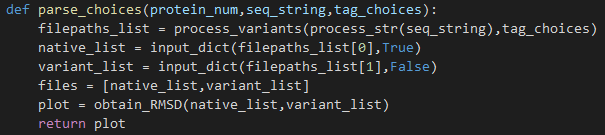 def parse_choices(protein_num,seq_string,tag_choices):
    filepaths_list = process_variants(process_str(seq_string),tag_choices)
    native_list = input_dict(filepaths_list[0],True)
    variant_list = input_dict(filepaths_list[1],False)
    files = [native_list,variant_list]
    plot = obtain_RMSD(native_list,variant_list)
    return plot